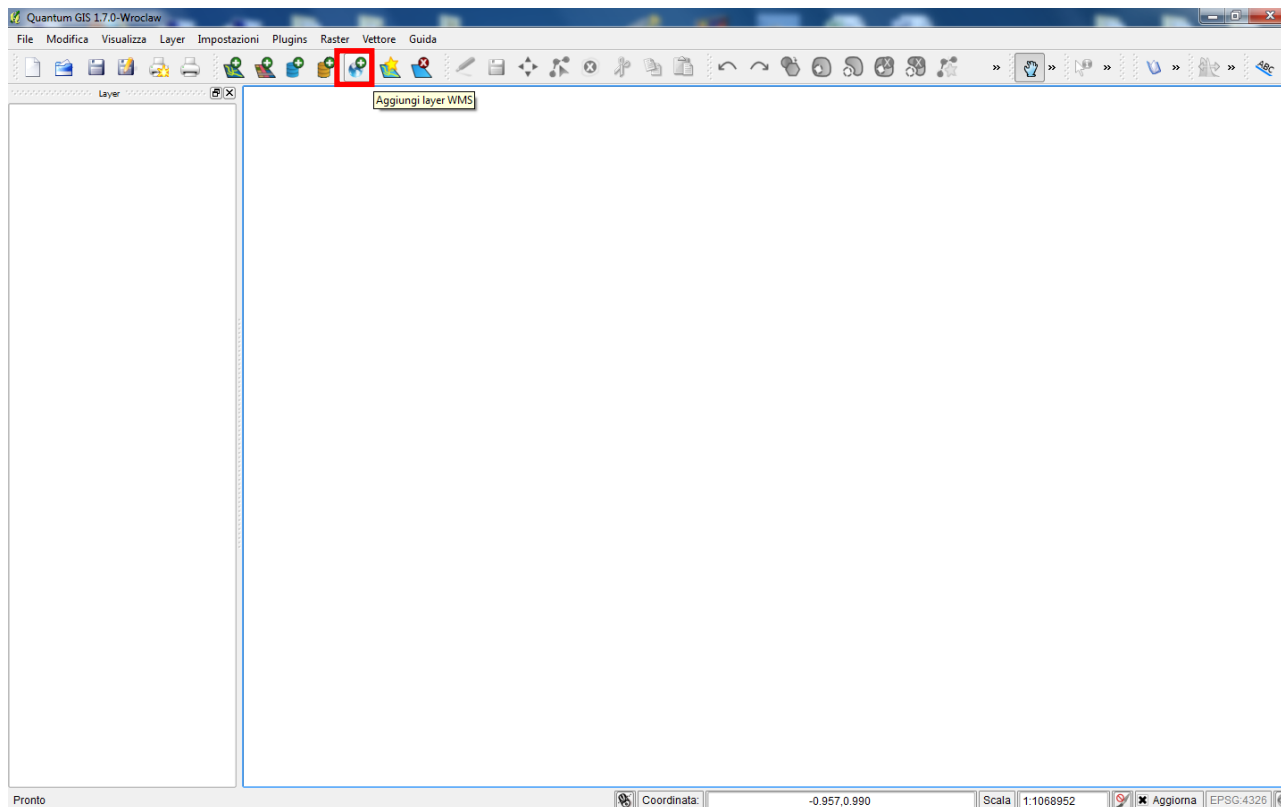 Quantum GIS 1.7.0-Wroclaw
File Modifica Visualizza Layer Impostazioni Plugins Raster Vettore Guida
» » » » »
ABC
Layer
Aggiungi layer WMS
Pronto Coordinata: -0.957,0.990 Scala 1:1068952 Aggiorna EPSG:4326